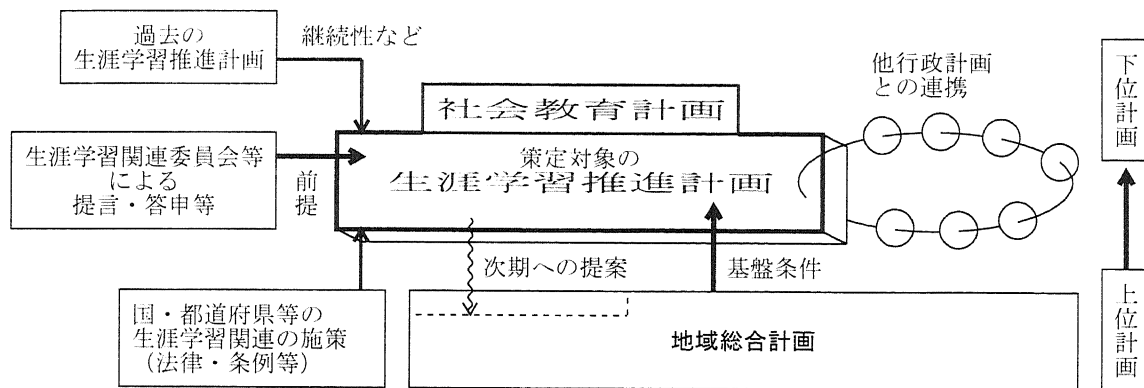 過去の
生涯学習推進計画
継続性など
社会教育計画
他行政計画
との連携
下位計画
生涯学習関連委員会等
による
提言・答申等
前提
策定対象の
生涯学習推進計画
次期への提案
基盤条件
国・都道府県等の
生涯学習関連の施策
(法律・条例等)
地域総合計画
上位計画